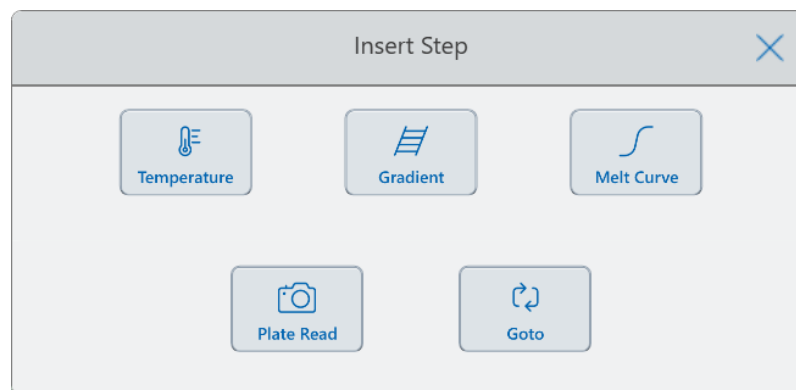 Insert Step
Temperature
Gradient
Melt Curve
Plate Read
Goto